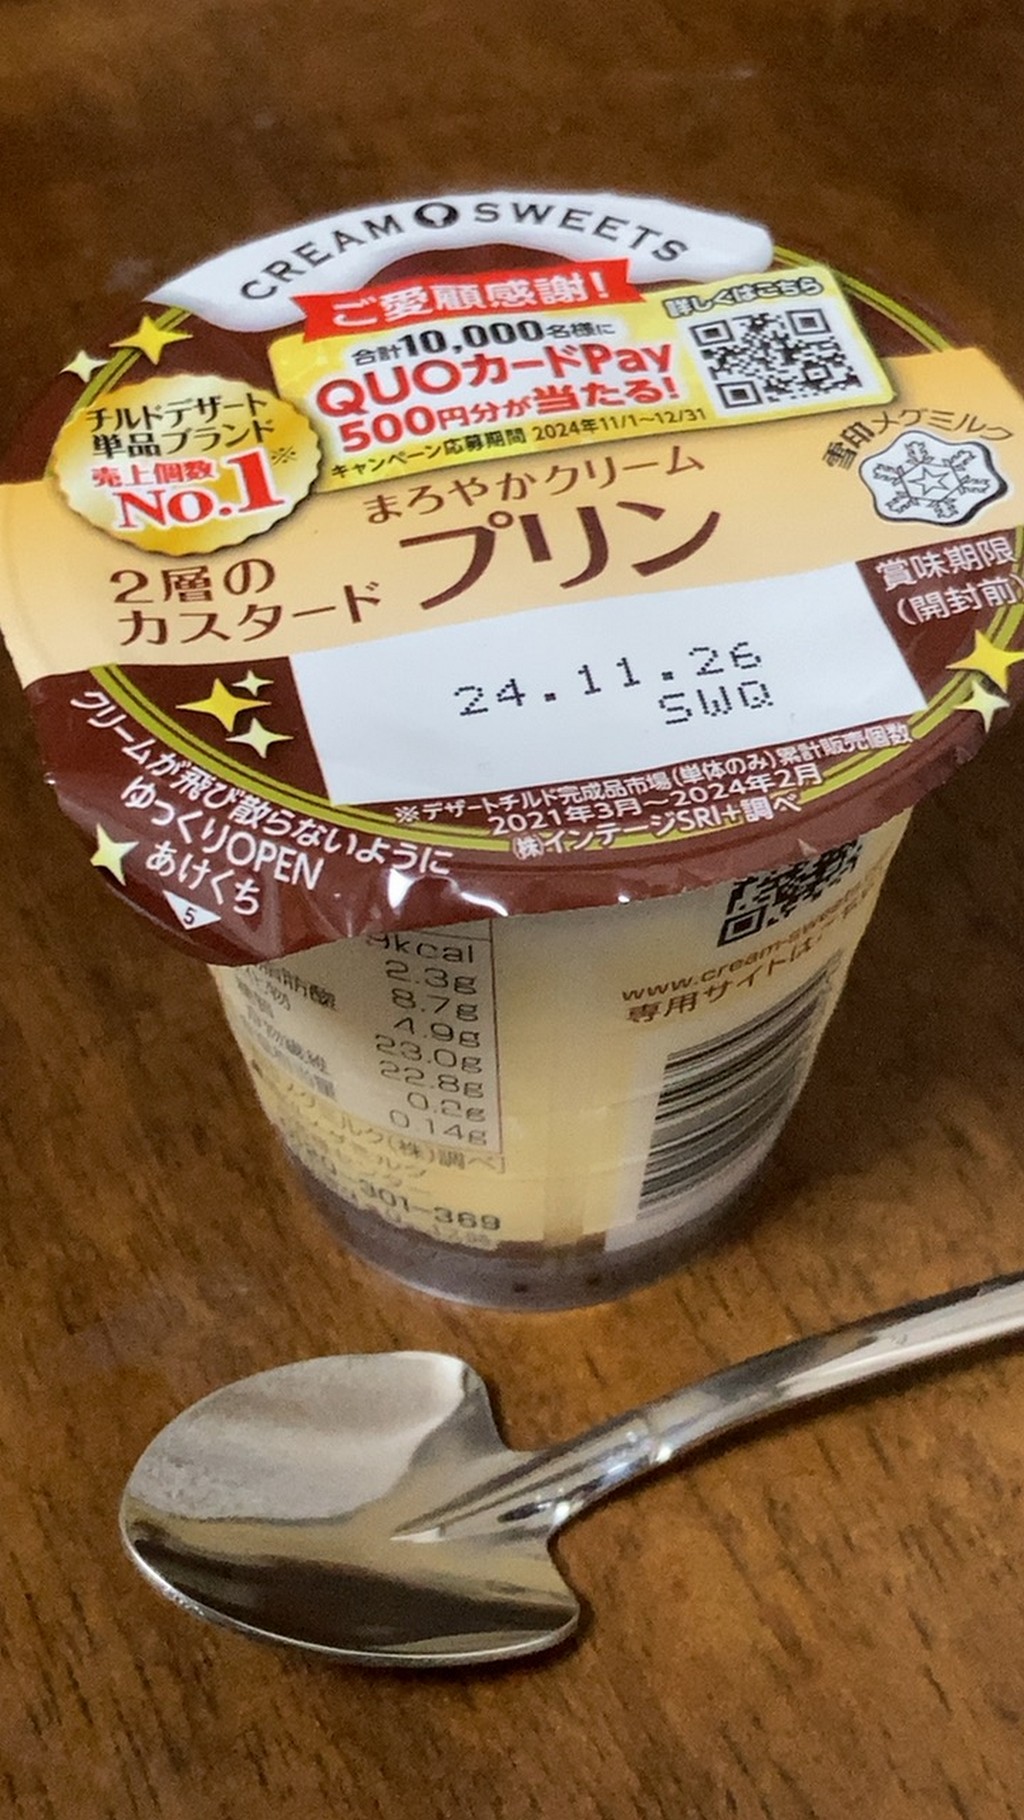 CREAM SWEETS
ご愛顧感謝!
合計10,000名様に
QUOカードPay
500円分が当たる!
キャンペーン応募期間 2024年11/1~12/31
詳しくはこちら
チルドデザート
単品ブランド
売上個数※
No.1
雪印メグミルク
まろやかクリーム
プリン
2層の
カスタード
賞味期限
(開封前)
24.11.26
SWQ
※デザートチルド完成品市場(単体のみ)累計販売個数
2021年3月~2024年2月
㈱インテージSRI+調べ
クリームが飛び散らないように
ゆっくりOPEN
あけくち
5
kcal
2.3g
8.7g
4.9g
23.0g
22.8g
0.2g
0.14g
ミルク(株)調べ]
301-369
www.cream-sweet
専用サイトは